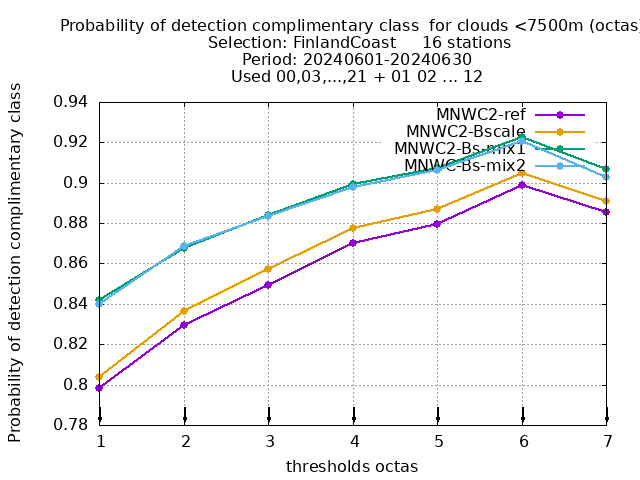 Probability of detection complimentary class  for clouds <7500m (octas)
Selection: FinlandCoast     16 stations
Period: 20240601-20240630
Used 00,03,...,21 + 01 02 ... 12
MNWC2-ref
MNWC2-Bscale
MNWC2-Bs-mix1
MNWC-Bs-mix2
Probability of detection complimentary class
0.94
0.92
0.9
0.88
0.86
0.84
0.82
0.8
0.78
1 2 3 4 5 6 7
thresholds octas